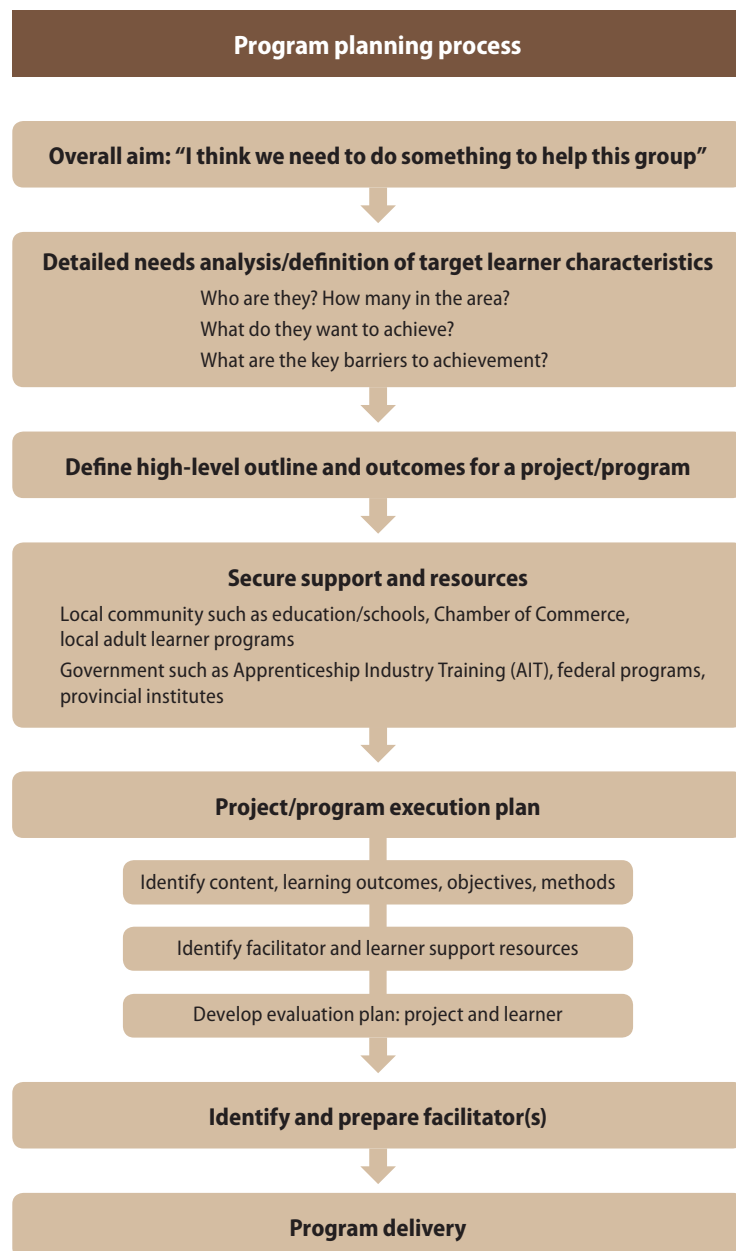 Program planning process
Overall aim: “I think we need to do something to help this group”
Detailed needs analysis/definition of target learner characteristics
Who are they? How many in the area?
What do they want to achieve?
What are the key barriers to achievement?
Define high-level outline and outcomes for a project/program
Secure support and resources
Local community such as education/schools, Chamber of Commerce,
local adult learner programs
Government such as Apprenticeship Industry Training (AIT), federal programs,
provincial institutes
Project/program execution plan
Identify content, learning outcomes, objectives, methods
Identify facilitator and learner support resources
Develop evaluation plan: project and learner
Identify and prepare facilitator(s)
Program delivery